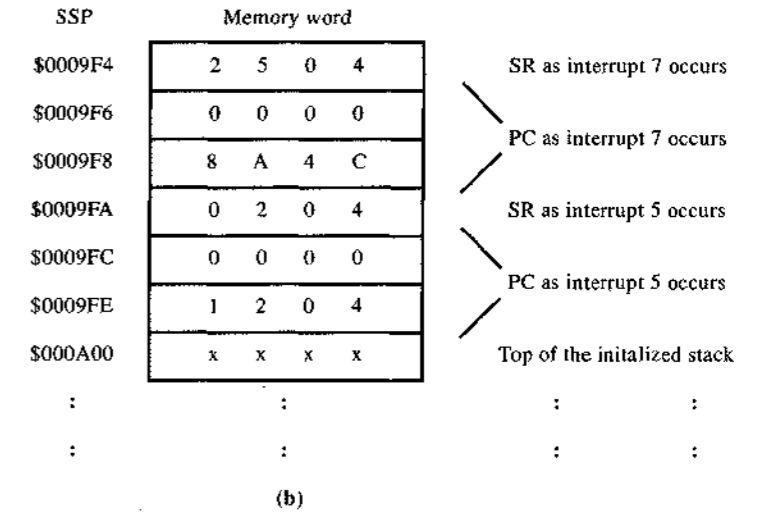 SSP Memory word
$0009F4 2 5 0 4 SR as interrupt 7 occurs
$0009F6 0 0 0 0
PC as interrupt 7 occurs
$0009F8 8 A 4 C
$0009FA 0 2 0 4 SR as interrupt 5 occurs
$0009FC 0 0 0 0
PC as interrupt 5 occurs
$0009FE 1 2 0 4
$000A00 x x x x Top of the initalized stack
: : : :
: : : :
(b)